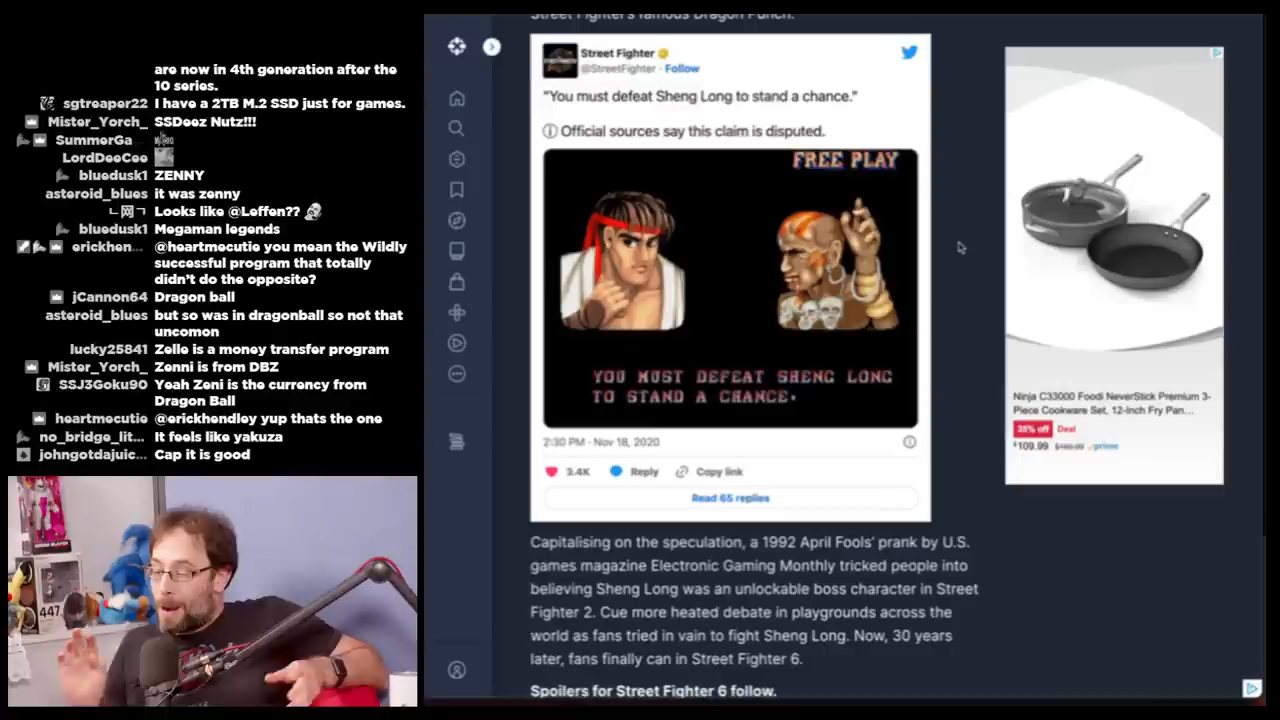 are now in 4th generation after the
10 series.
sgtreaper22 I have a 2TB M.2 SSD just for games.
Mister_Yorch_ SSDeez Nutz!!!
SummerGa
LordDeeCee
bluedusk1 ZENNY
asteroid_blues it was zenny
Looks like @Leffen??
bluedusk1 Megaman legends
erickhen... @heartmecutie you mean the Wildly
successful program that totally
didn't do the opposite?
jCannon64 Dragon ball
asteroid_blues but so was in dragonball so not that
uncomon
lucky25841 Zelle is a money transfer program
Mister_Yorch_ Zenni is from DBZ
SSJ3Goku90 Yeah Zeni is the currency from
Dragon Ball
heartmecutie @erickhendley yup thats the one
no_bridge_lit... It feels like yakuza
johngotdajuic... Cap it is good
447
Street Fighter's famous Dragon Punch.
Street Fighter
@StreetFighter · Follow
"You must defeat Sheng Long to stand a chance."
Official sources say this claim is disputed.
FREE PLAY
YOU MUST DEFEAT SHENG LONG
TO STAND A CHANCE.
2:30 PM · Nov 18, 2020
3.4K Reply Copy link
Read 65 replies
Capitalising on the speculation, a 1992 April Fools' prank by U.S.
games magazine Electronic Gaming Monthly tricked people into
believing Sheng Long was an unlockable boss character in Street
Fighter 2. Cue more heated debate in playgrounds across the
world as fans tried in vain to fight Sheng Long. Now, 30 years
later, fans finally can in Street Fighter 6.
Spoilers for Street Fighter 6 follow.
Ninja C33000 Foodi NeverStick Premium 3-
Piece Cookware Set, 12-Inch Fry Pan...
35% off Deal
$109.99 $169.99 prime